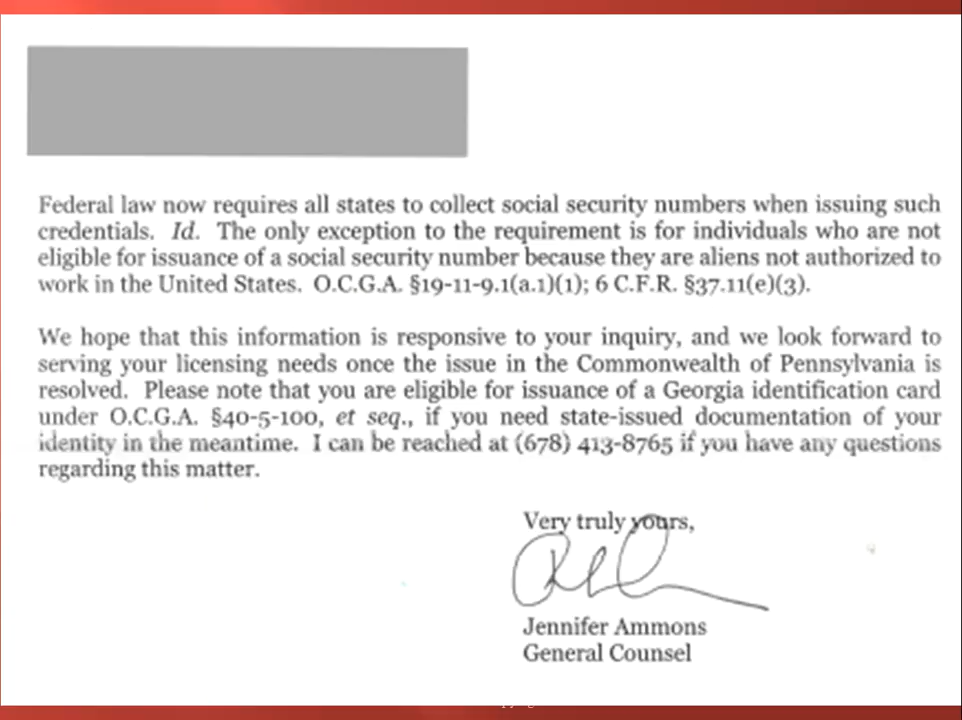 Federal law now requires all states to collect social security numbers when issuing such
credentials. Id. The only exception to the requirement is for individuals who are not
eligible for issuance of a social security number because they are aliens not authorized to
work in the United States. O.C.G.A. §19-11-9.1(a.1)(1); 6 C.F.R. §37.11(e)(3).
We hope that this information is responsive to your inquiry, and we look forward to
serving your licensing needs once the issue in the Commonwealth of Pennsylvania is
resolved. Please note that you are eligible for issuance of a Georgia identification card
under O.C.G.A. §40-5-100, et seq., if you need state-issued documentation of your
identity in the meantime. I can be reached at (678) 413-8765 if you have any questions
regarding this matter.
Very truly yours,
Jennifer Ammons
General Counsel